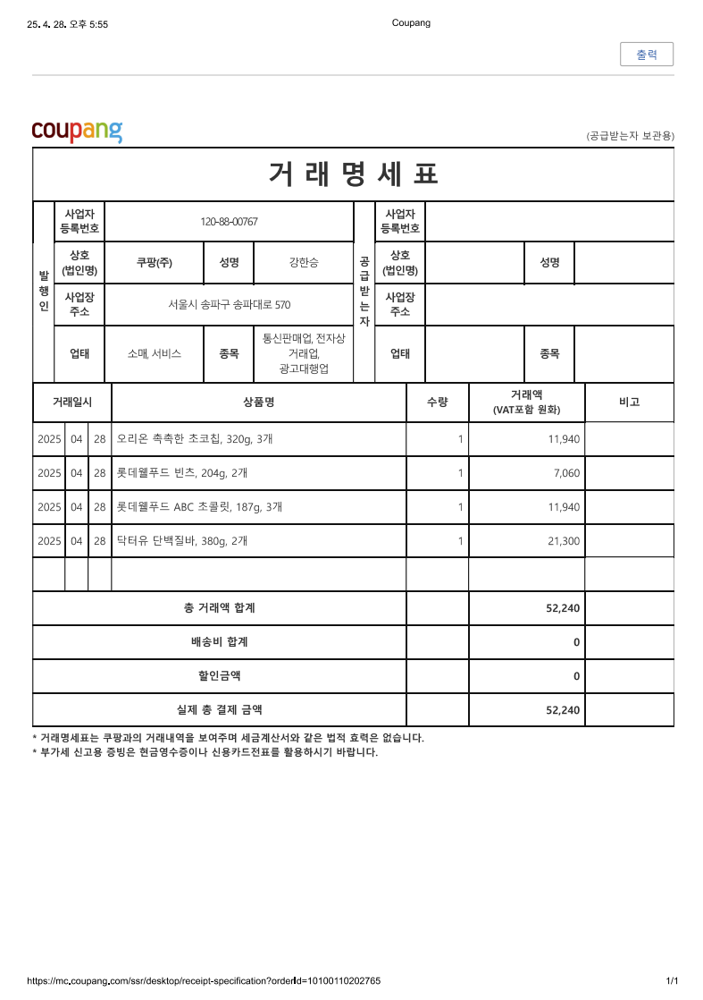 25. 4. 28. 오후 5:55
Coupang
출력
coupang
(공급받는자 보관용)
거 래 명 세 표
발행인
사업자 등록번호
120-88-00767
상호 (법인명)
쿠팡(주)
성명
강한승
사업장 주소
서울시 송파구 송파대로 570
업태
소매, 서비스
종목
통신판매업, 전자상
거래업,
광고대행업
공급받는자
사업자 등록번호
상호 (법인명)
성명
사업장 주소
업태
종목
거래일시 상품명 수량 거래액 (VAT포함 원화) 비고
2025 04 28 오리온 촉촉한 초코칩, 320g, 3개 1 11,940
2025 04 28 롯데웰푸드 빈츠, 204g, 2개 1 7,060
2025 04 28 롯데웰푸드 ABC 초콜릿, 187g, 3개 1 11,940
2025 04 28 닥터유 단백질바, 380g, 2개 1 21,300
총 거래액 합계 52,240
배송비 합계 0
할인금액 0
실제 총 결제 금액 52,240
* 거래명세표는 쿠팡과의 거래내역을 보여주며 세금계산서와 같은 법적 효력은 없습니다.
* 부가세 신고용 증빙은 현금영수증이나 신용카드전표를 활용하시기 바랍니다.
https://mc.coupang.com/ssr/desktop/receipt-specification?orderId=10100110202765
1/1